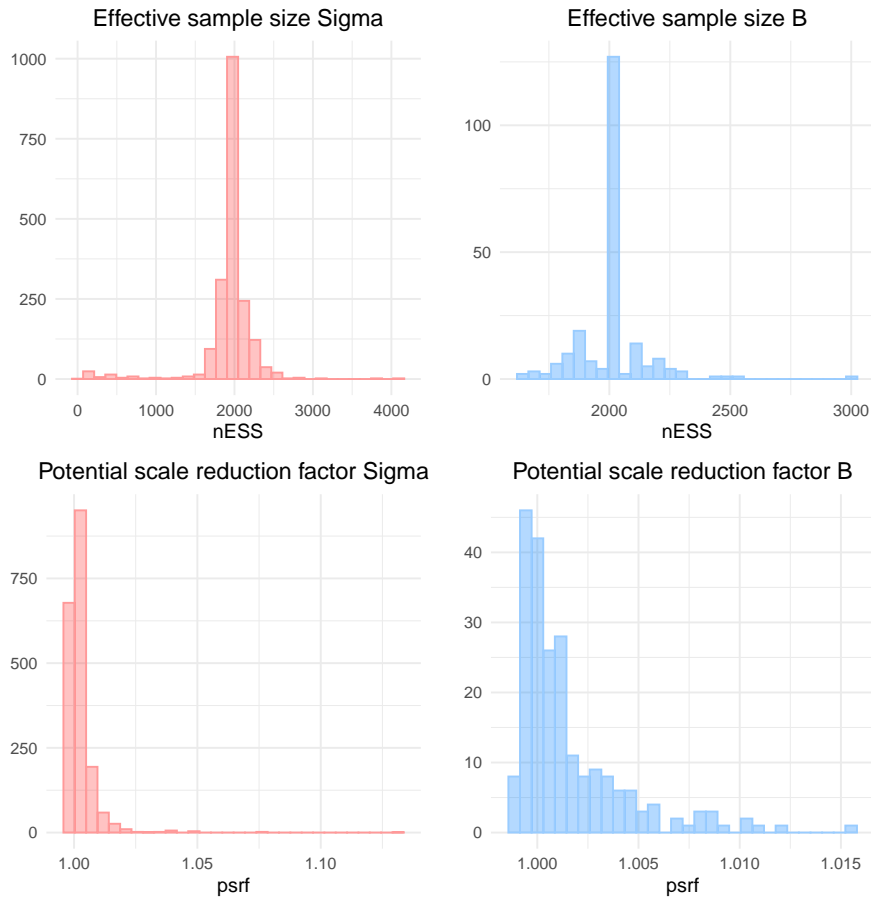 Effective sample size Sigma
1000
750
500
250
0
0 1000 2000 3000 4000
nESS
Effective sample size B
100
50
0
2000 2500 3000
nESS
Potential scale reduction factor Sigma
750
500
250
0
1.00 1.05 1.10
psrf
Potential scale reduction factor B
40
30
20
10
0
1.000 1.005 1.010 1.015
psrf